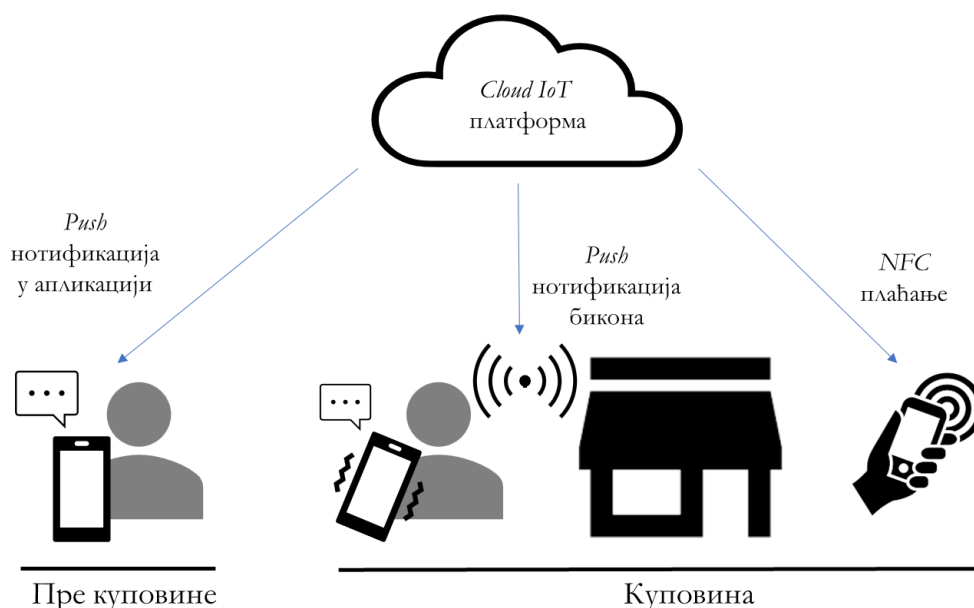 Cloud IoT
платформа
Push
нотификација
у апликацији
Push
нотификација
бикона
NFC
плаћање
Пре куповине
Куповина